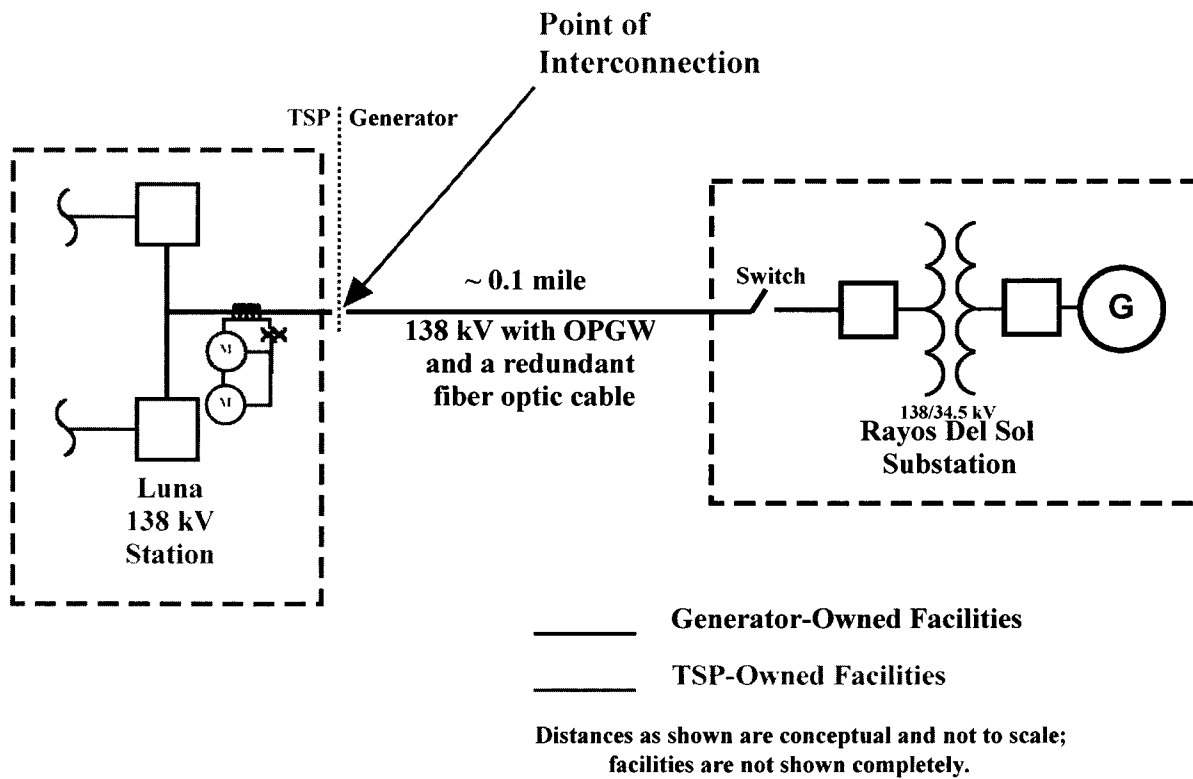 Point of
Interconnection
TSP Generator
~ 0.1 mile
138 kV with OPGW
and a redundant
fiber optic cable
M
M
Luna
138 kV
Station
Switch
G
138/34.5 kV
Rayos Del Sol
Substation
Generator-Owned Facilities
TSP-Owned Facilities
Distances as shown are conceptual and not to scale;
facilities are not shown completely.